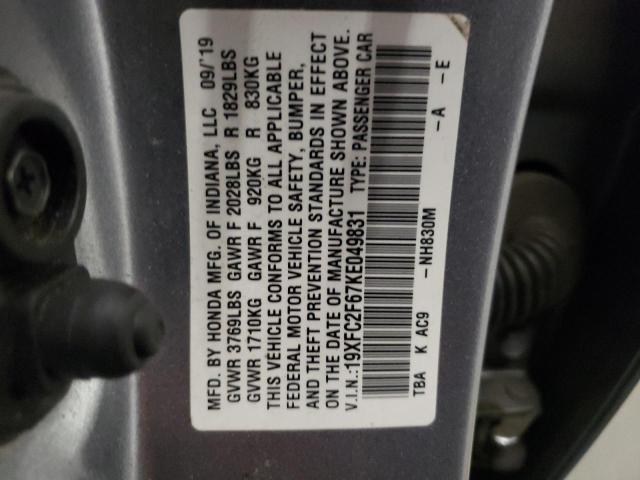 MFD. BY HONDA MFG. OF INDIANA, LLC 09/'19
GVWR 3769LBS GAWR F 2028LBS R 1829LBS
GVWR 1710KG GAWR F 920KG R 830KG
THIS VEHICLE CONFORMS TO ALL APPLICABLE
FEDERAL MOTOR VEHICLE SAFETY, BUMPER,
AND THEFT PREVENTION STANDARDS IN EFFECT
ON THE DATE OF MANUFACTURE SHOWN ABOVE.
V.I.N.:19XFC2F67KE049831 TYPE: PASSENGER CAR
TBA K AC9 -NH830M -A -E